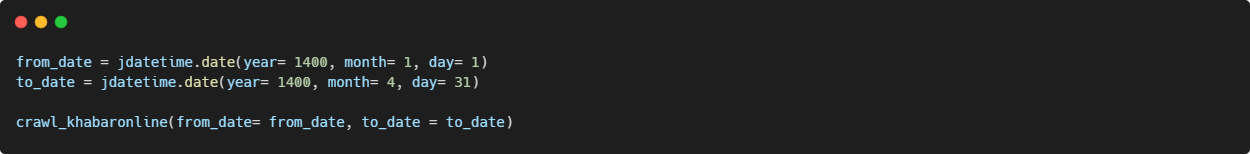 from_date = jdatetime.date(year= 1400, month= 1, day= 1)
to_date = jdatetime.date(year= 1400, month= 4, day= 31)
crawl_khabaronline(from_date= from_date, to_date = to_date)